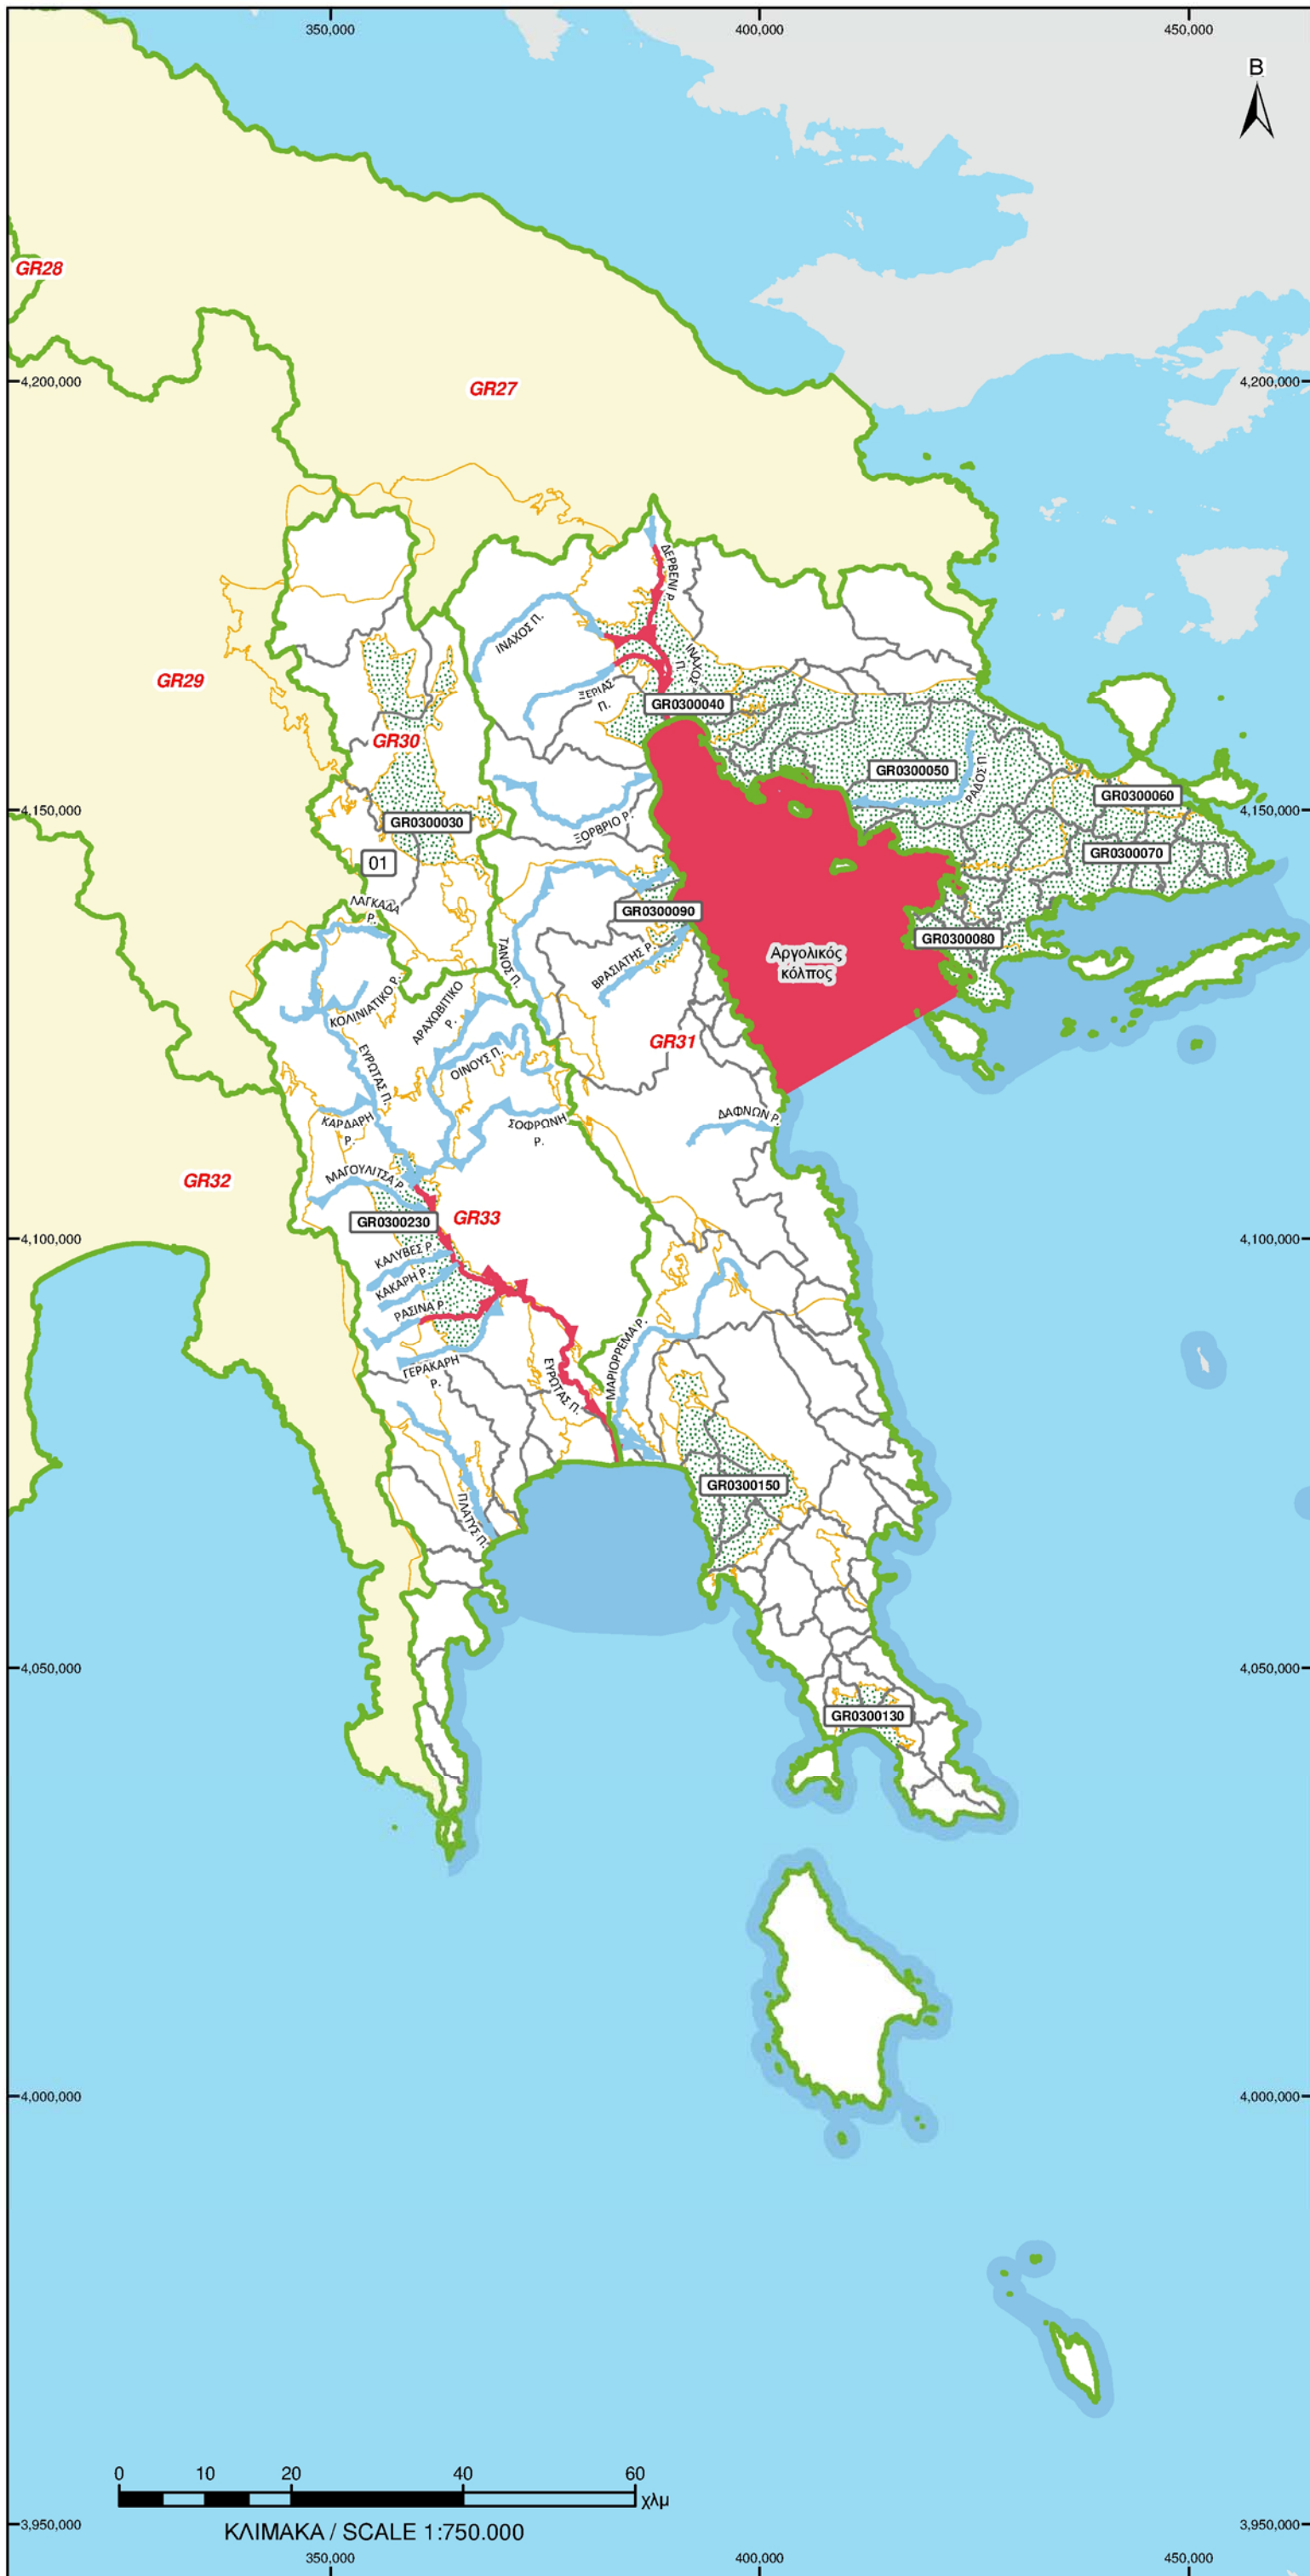 350,000
400,000
450,000
B
GR28
4,200,000
4,200,000
GR27
ΔΕΡΒΕΝΙ Ρ.
ΙΝΑΧΟΣ Π.
ΙΝΑΧΟΣ
Π.
GR29
ΞΕΡΙΑΣ
Π.
GR0300040
GR30
GR0300050
ΡΑΔΟΣ Π.
GR0300060
4,150,000
4,150,000
GR0300030
ΞΟΡΒΡΙΟ Ρ.
GR0300070
01
ΛΑΓΚΑΔΑ
Ρ.
GR0300090
GR0300080
ΤΑΝΟΣ Π.
Αργολικός
κόλπος
ΒΡΑΣΙΑΤΗΣ Ρ.
ΚΟΛΙΝΙΑΤΙΚΟ Ρ.
ΑΡΑΧΩΒΙΤΙΚΟ
Ρ.
GR31
ΕΥΡΩΤΑΣ Π.
ΟΙΝΟΥΣ Π.
ΔΑΦΝΩΝ Ρ.
ΚΑΡΔΑΡΗ
Ρ.
ΣΟΦΡΩΝΗ
Ρ.
GR32
ΜΑΓΟΥΛΙΤΣΑ Ρ.
GR0300230
GR33
4,100,000
4,100,000
ΚΑΛΥΒΕΣ Ρ.
ΚΑΚΑΡΗ Ρ.
ΡΑΣΙΝΑ Ρ.
ΓΕΡΑΚΑΡΗ
Ρ.
ΕΥΡΩΤΑΣ Π.
ΜΑΡΙΟΡΡΕΜΑ Ρ.
GR0300150
ΠΛΑΤΥΣ Π.
4,050,000
4,050,000
GR0300130
4,000,000
4,000,000
0 10 20 40 60
χλμ
ΚΛΙΜΑΚΑ / SCALE 1:750.000
3,950,000
3,950,000
350,000
400,000
450,000